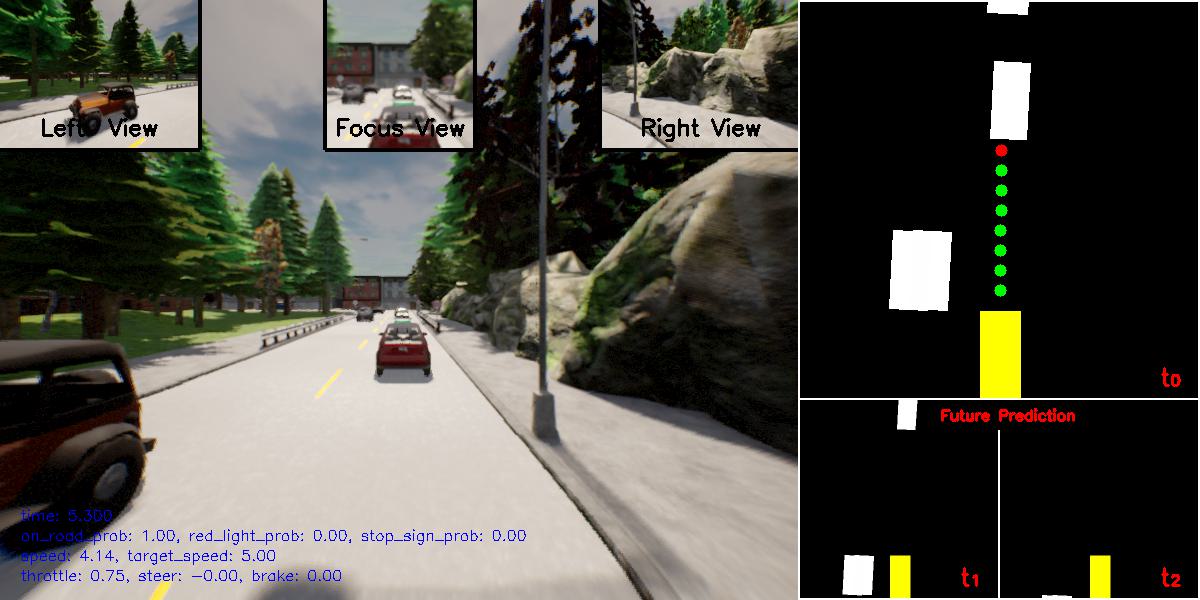 Left View
Focus View
Right View
time: 5.300
on_road_prob: 1.00, red_light_prob: 0.00, stop_sign_prob: 0.00
speed: 4.14, target_speed: 5.00
throttle: 0.75, steer: -0.00, brake: 0.00
t0
Future Prediction
t1
t2